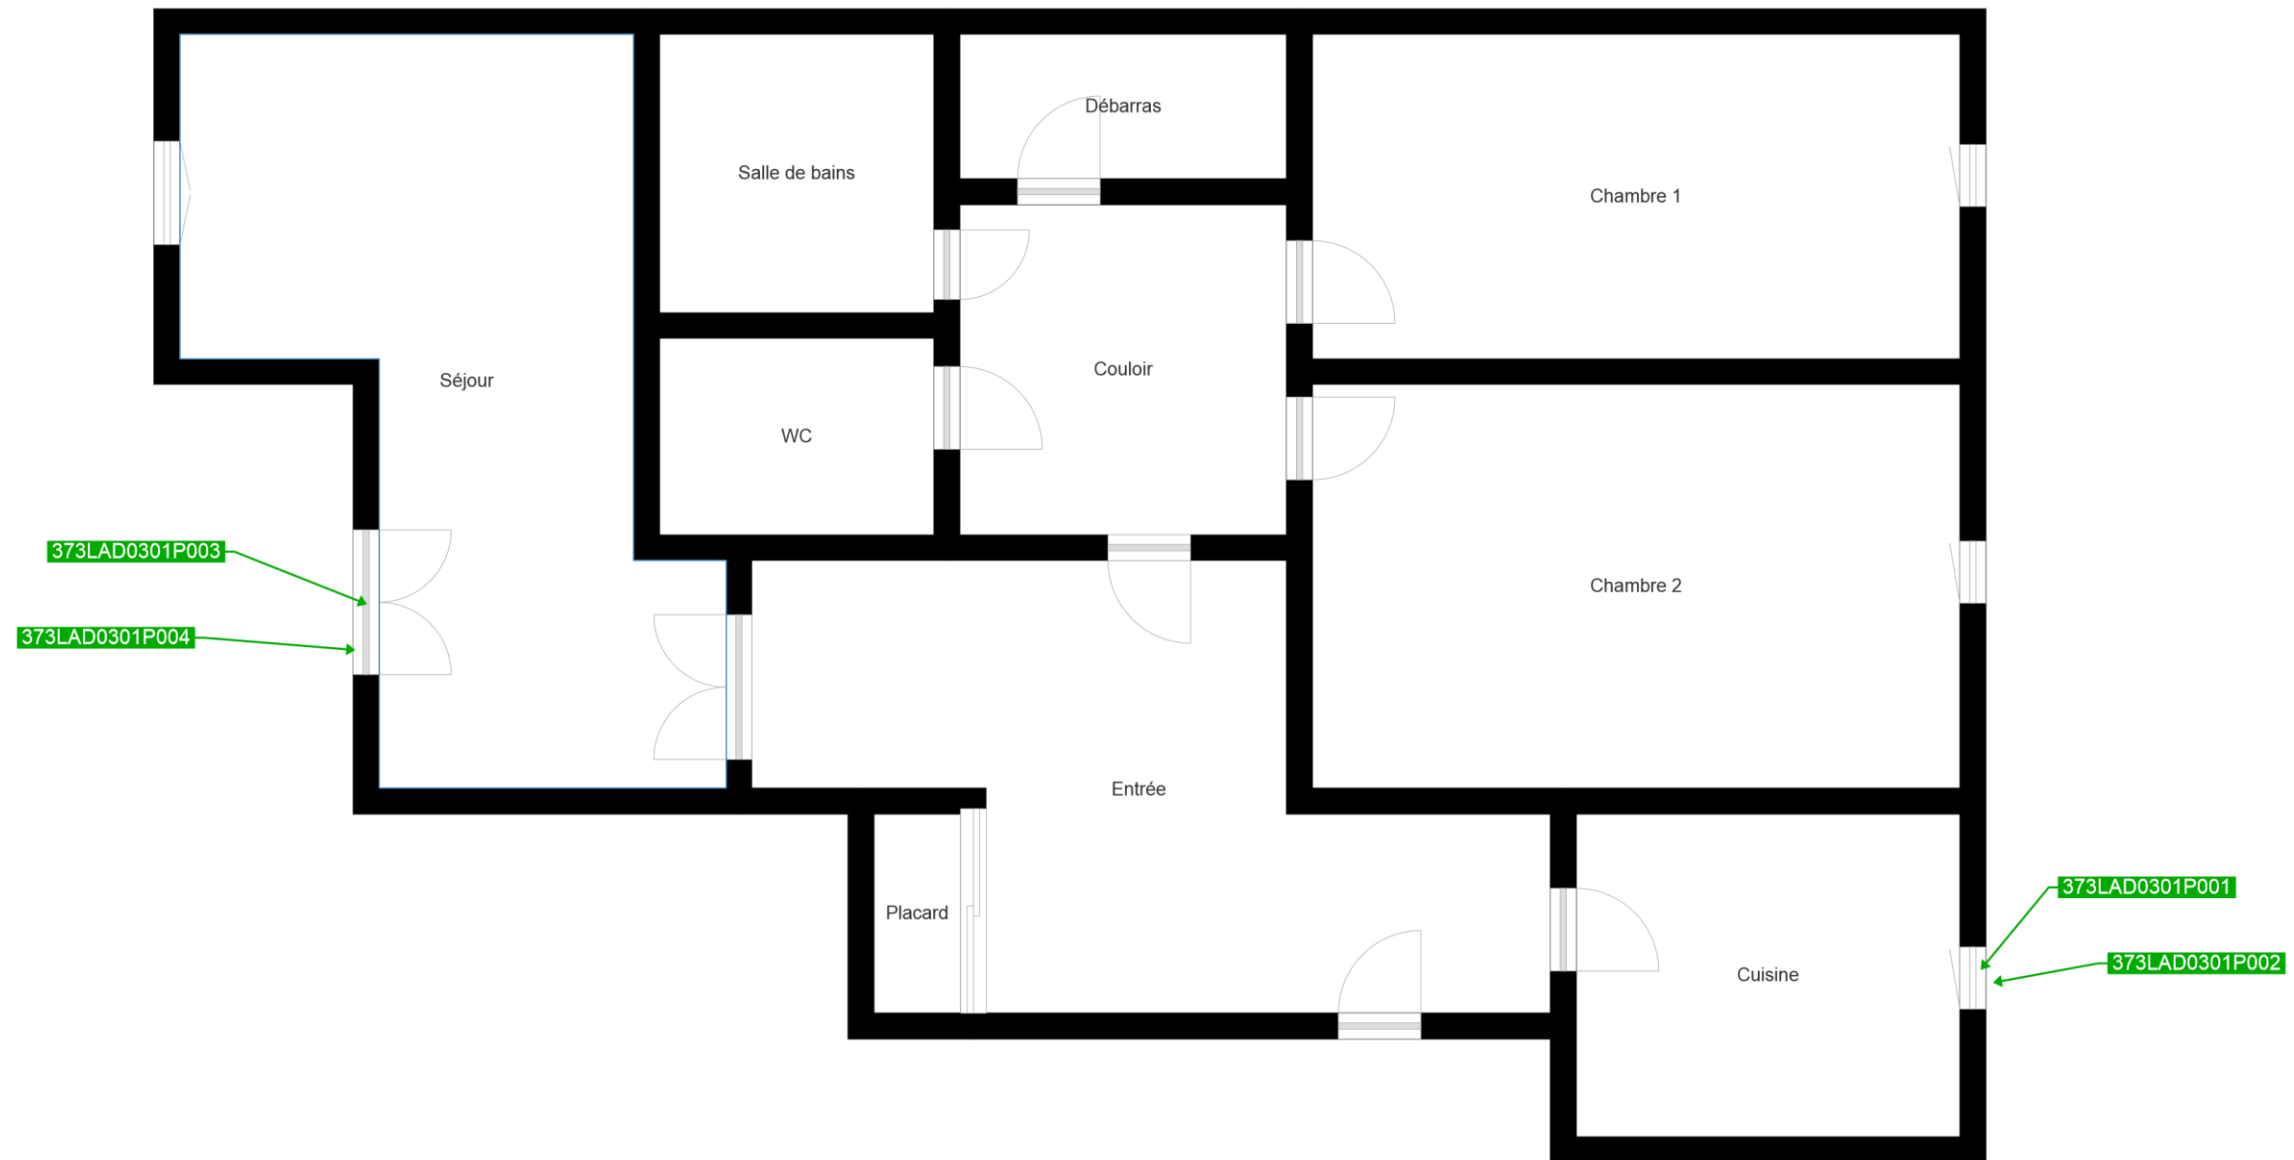 Débarras
Salle de bains
Chambre 1
Couloir
Séjour
WC
373LAD0301P003
Chambre 2
373LAD0301P004
Entrée
373LAD0301P001
Placard
373LAD0301P002
Cuisine